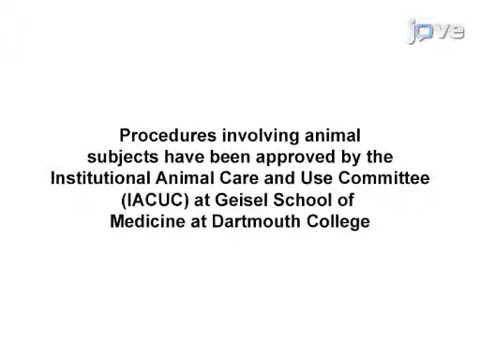 jove
Procedures involving animal
subjects have been approved by the
Institutional Animal Care and Use Committee
(IACUC) at Geisel School of
Medicine at Dartmouth College